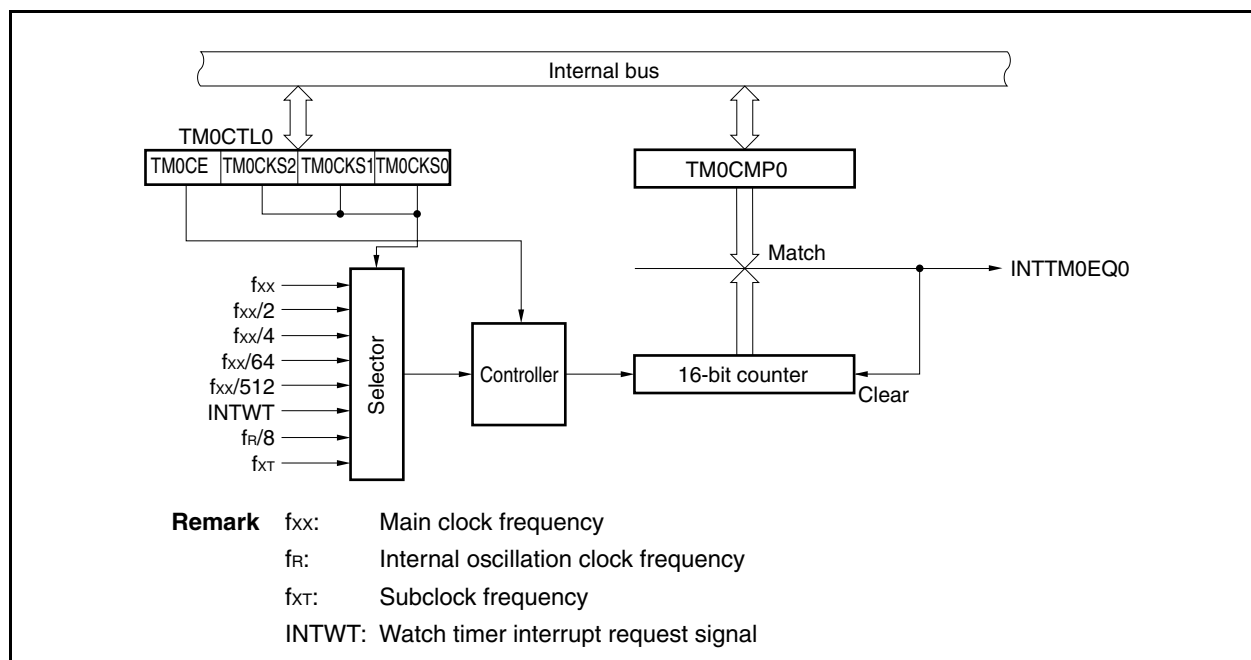 Internal bus
TM0CTL0
TM0CE TM0CKS2 TM0CKS1 TM0CKS0
TM0CMP0
Match
INTTM0EQ0
fXX
fXX/2
fXX/4
fXX/64
fXX/512
INTWT
fR/8
fXT
Selector
Controller
16-bit counter
Clear
Remark fXX: Main clock frequency
fR: Internal oscillation clock frequency
fXT: Subclock frequency
INTWT: Watch timer interrupt request signal